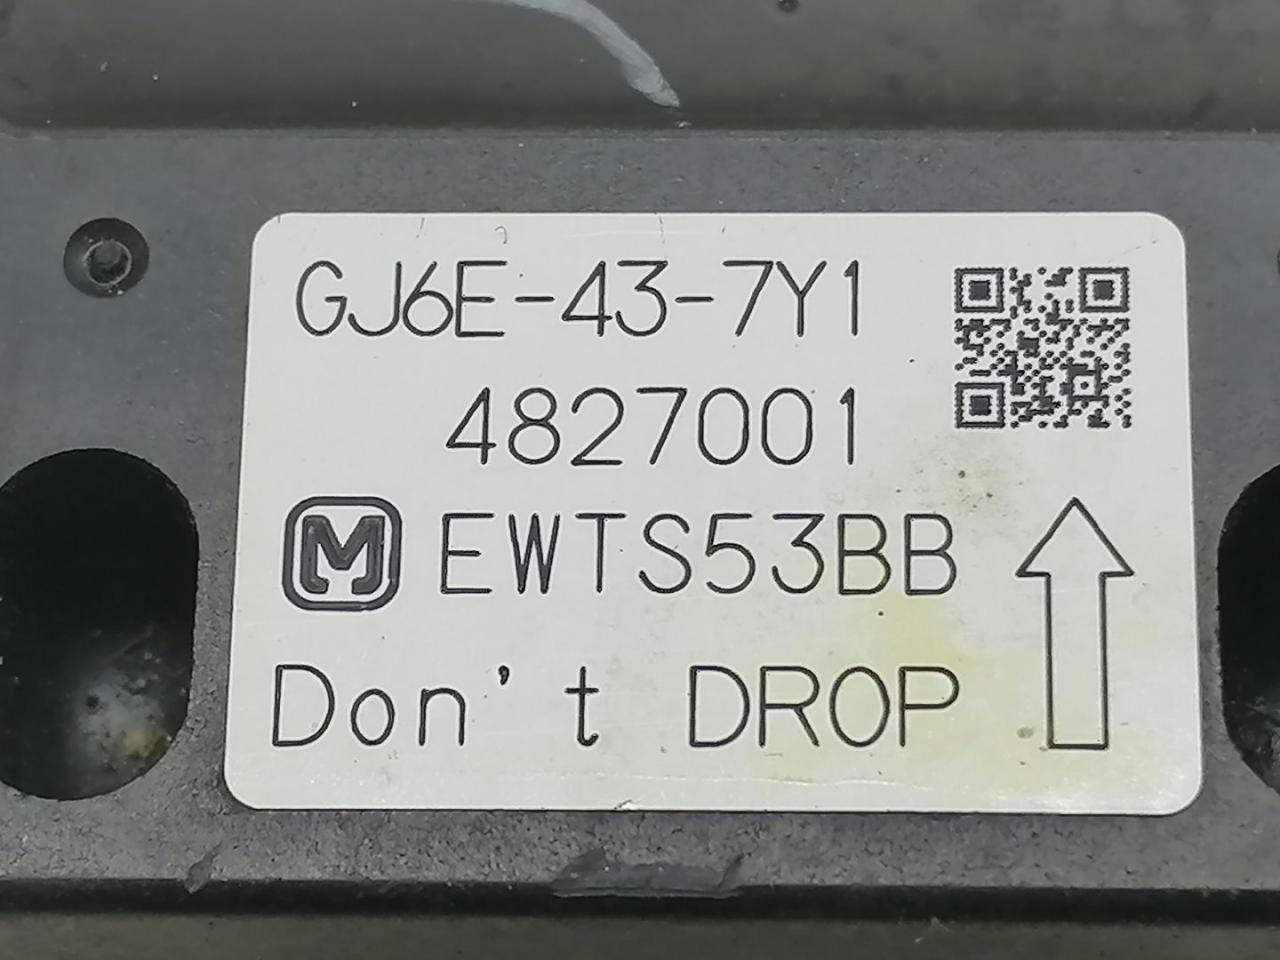 GJ6E-43-7Y1
4827001
M EWTS53BB
Don't DROP